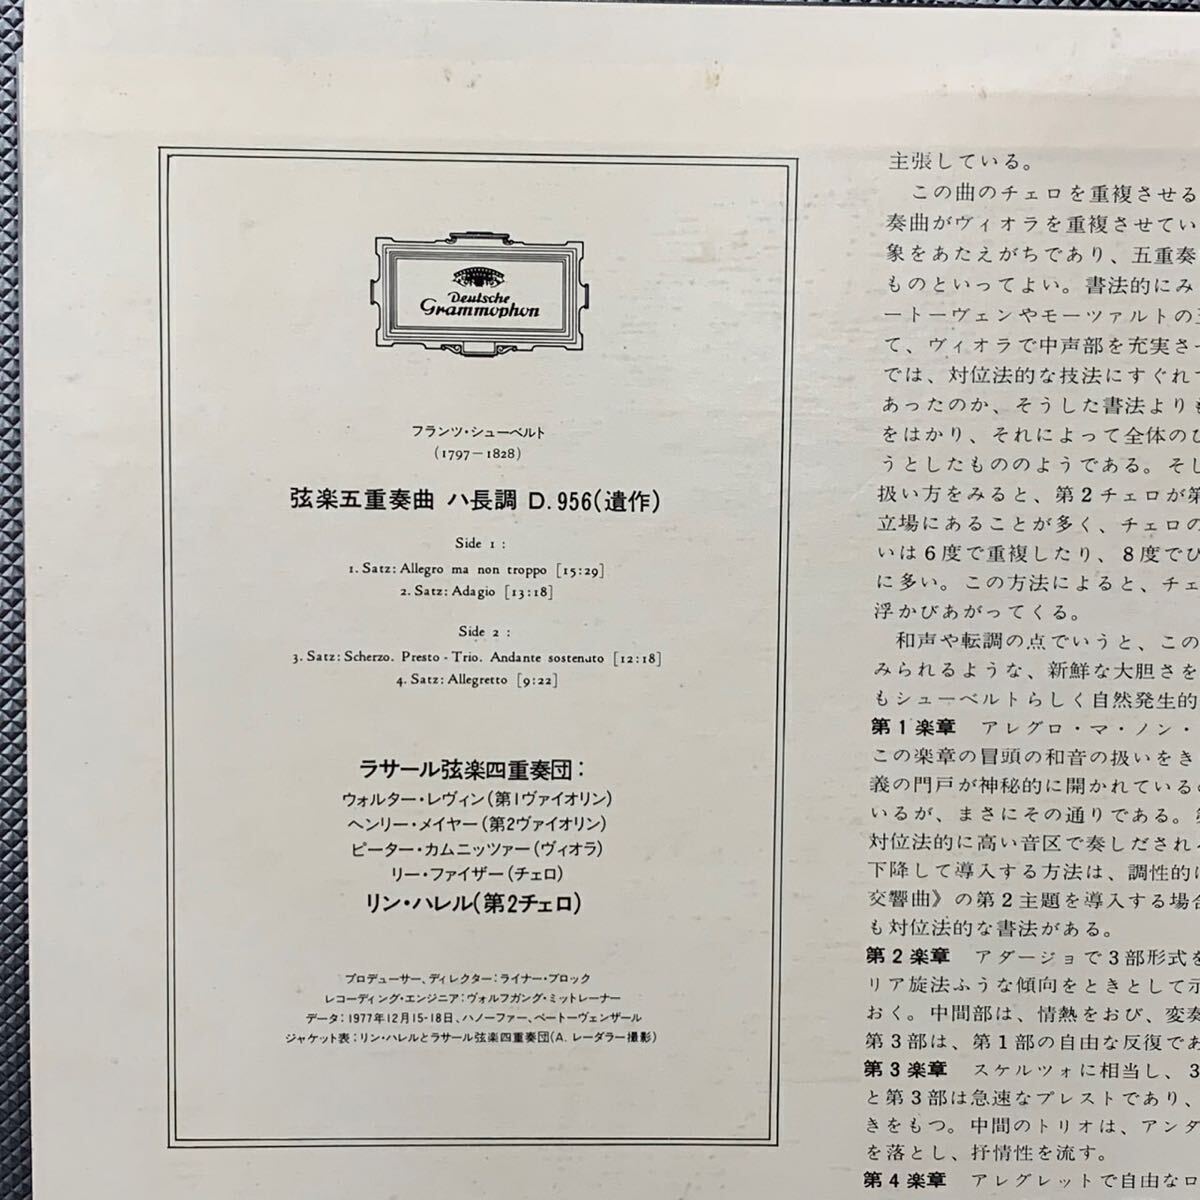 Deutsche
Grammophon
フランツ・シューベルト
(1797-1828)
弦楽五重奏曲 ハ長調 D.956(遺作)
Side 1:
1. Satz: Allegro ma non troppo [15:29]
2. Satz: Adagio [13:18]
Side 2:
3. Satz: Scherzo. Presto - Trio. Andante sostenuto [12:18]
4. Satz: Allegretto [9:22]
ラサール弦楽四重奏団:
ウォルター・レヴィン(第1ヴァイオリン)
ヘンリー・メイヤー(第2ヴァイオリン)
ピーター・カムニッツァー(ヴィオラ)
リー・ファイザー(チェロ)
リン・ハレル(第2チェロ)
プロデューサー、ディレクター:ライナー・ブロック
レコーディング・エンジニア:ヴォルフガング・ミットレーナー
データ:1977年12月15-18日、ハノーファー、ベートーヴェンザール
ジャケット表:リン・ハレルとラサール弦楽四重奏団(A. レーダラー撮影)
主張している。
この曲のチェロを重複させる
奏曲がヴィオラを重複させてい
象をあたえがちであり、五重奏
ものといってよい。書法的にみ
ートーヴェンやモーツァルトの
て、ヴィオラで中声部を充実さ
では、対位法的な技法にすぐれ
あったのか、そうした書法より
をはかり、それによって全体の
うとしたもののようである。そ
扱い方をみると、第2チェロが第
立場にあることが多く、チェロの
いは6度で重複したり、8度でひ
に多い。この方法によると、チェ
浮かびあがってくる。
和声や転調の点でいうと、この
みられるような、新鮮な大胆さを
もシューベルトらしく自然発生的
第1楽章 アレグロ・マ・ノン・
この楽章の冒頭の和音の扱いをき
義の門戸が神秘的に開かれているの
いるが、まさにその通りである。
対位法的に高い音区で奏しだされ
下降して導入する方法は、調性的に
交響曲》の第2主題を導入する場合
も対位法的な書法がある。
第2楽章 アダージョで3部形式を
リア旋法ふうな傾向をときとして示
おく。中間部は、情熱をおび、変奏
第3部は、第1部の自由な反復であ
第3楽章 スケルツォに相当し、3
と第3部は急速なプレストであり、
きをもつ。中間のトリオは、アンダ
を落とし、抒情性を流す。
第4楽章 アレグレットで自由なロ